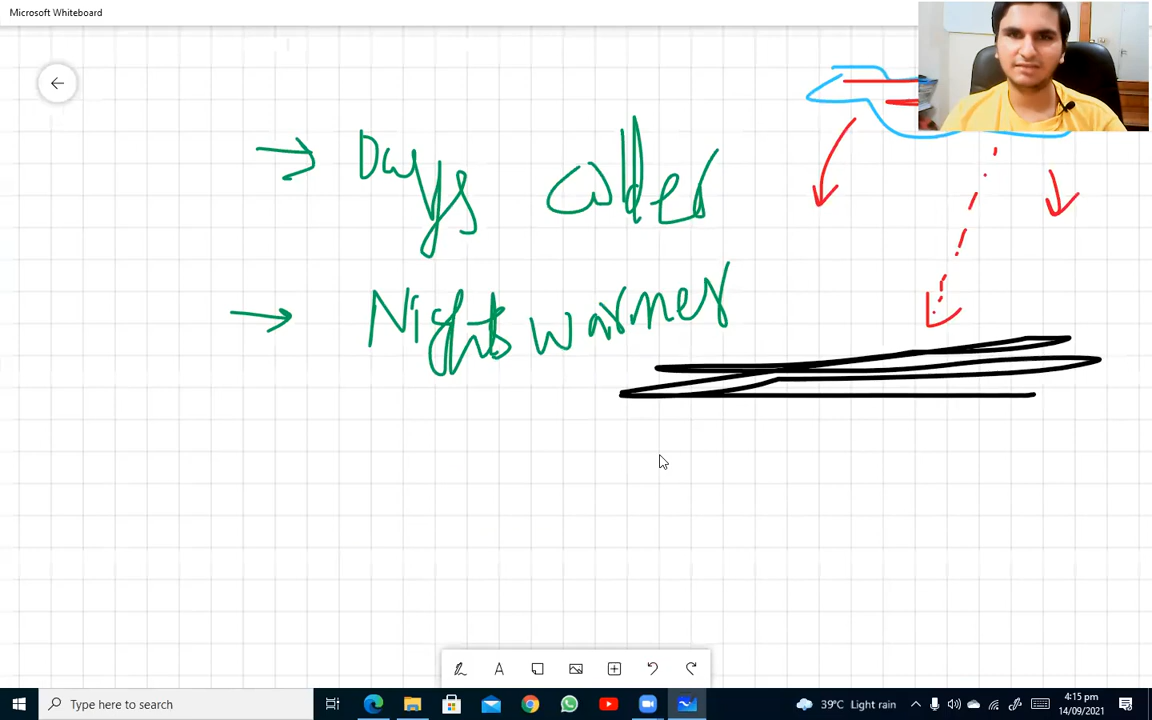 Microsoft Whiteboard
→ Days colder
→ Nights warmer
A
Type here to search
39°C Light rain
4:15 pm
14/09/2021